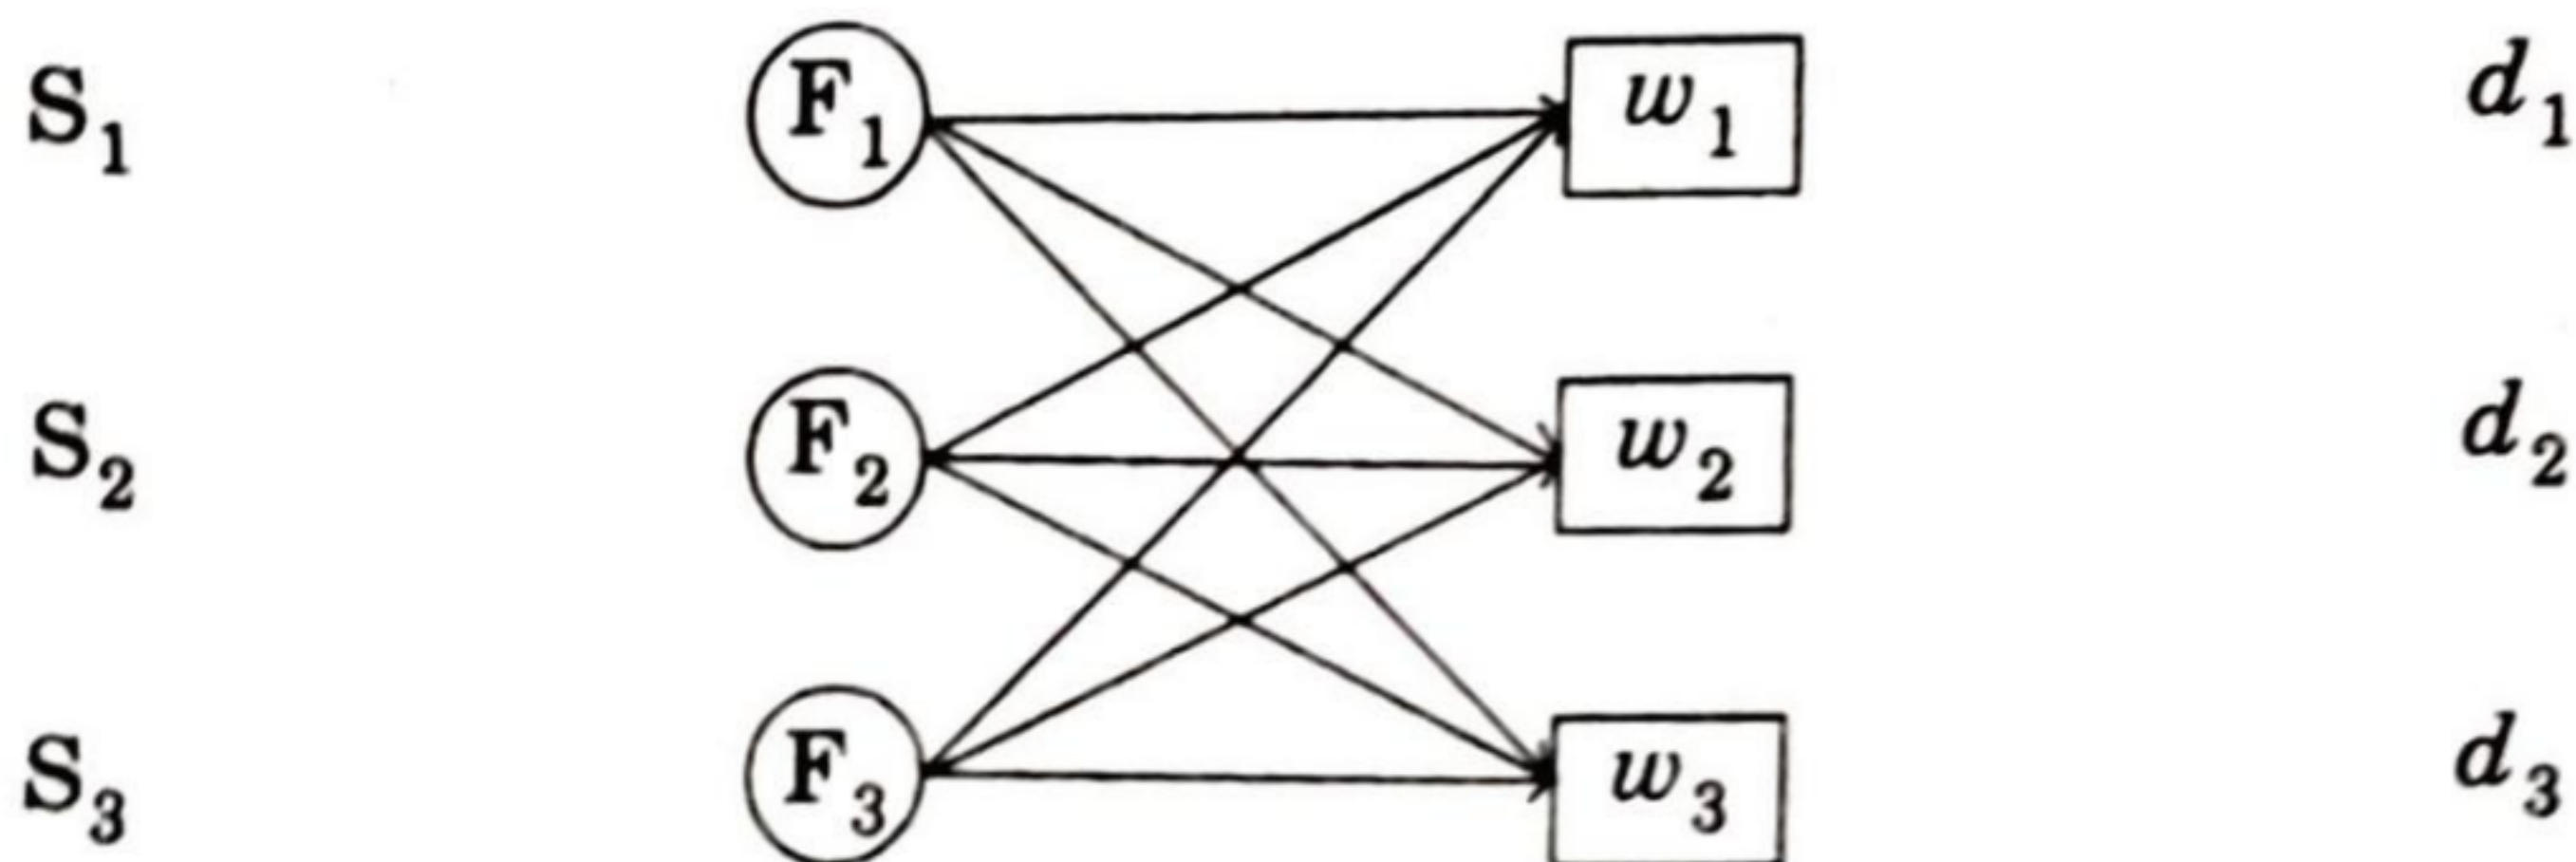 S₁ F₁ w₁ d₁
S₂ F₂ w₂ d₂
S₃ F₃ w₃ d₃